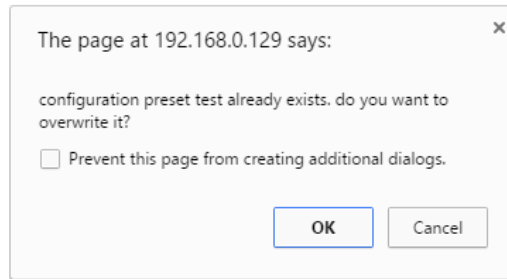 The page at 192.168.0.129 says:
configuration preset test already exists. do you want to
overwrite it?
Prevent this page from creating additional dialogs.
OK
Cancel